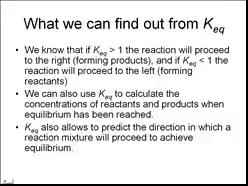 What we can find out from Keq
• We know that if Keq > 1 the reaction will proceed
to the right (forming products), and if Keq < 1 the
reaction will proceed to the left (forming
reactants)
• We can also use Keq to calculate the
concentrations of reactants and products when
equilibrium has been reached.
• Keq also allows to predict the direction in which a
reaction mixture will proceed to achieve
equilibrium.